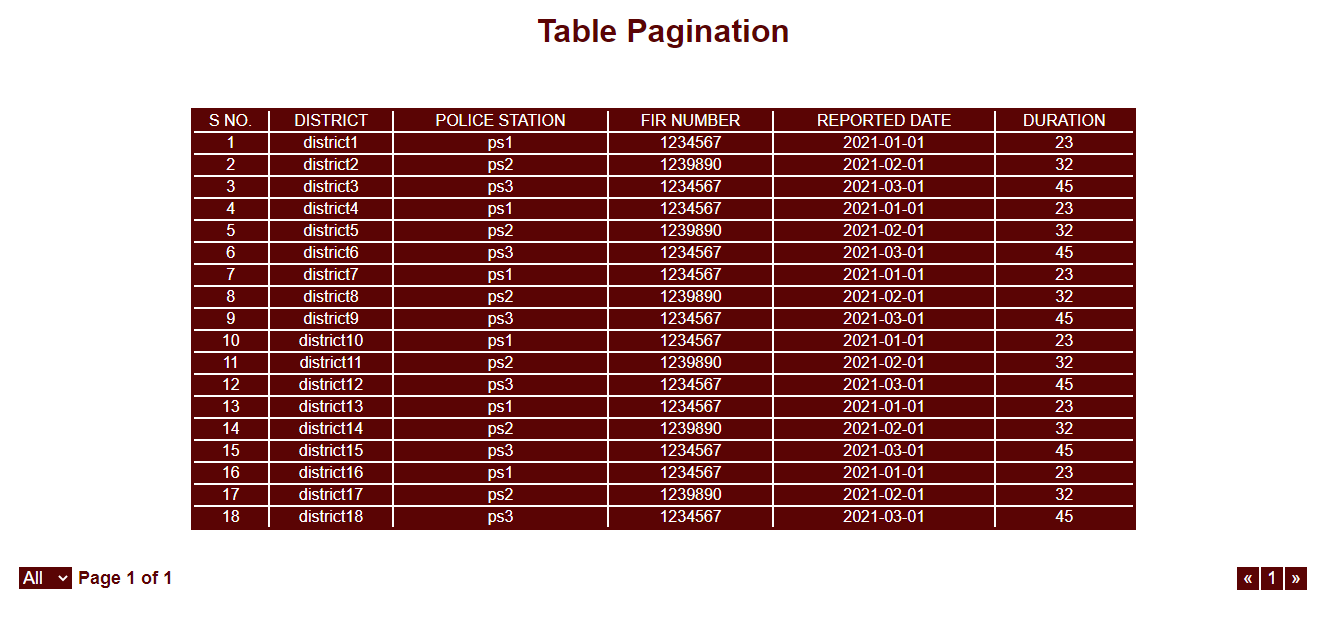 Table Pagination
S NO. DISTRICT POLICE STATION FIR NUMBER REPORTED DATE DURATION
1 district1 ps1 1234567 2021-01-01 23
2 district2 ps2 1239890 2021-02-01 32
3 district3 ps3 1234567 2021-03-01 45
4 district4 ps1 1234567 2021-01-01 23
5 district5 ps2 1239890 2021-02-01 32
6 district6 ps3 1234567 2021-03-01 45
7 district7 ps1 1234567 2021-01-01 23
8 district8 ps2 1239890 2021-02-01 32
9 district9 ps3 1234567 2021-03-01 45
10 district10 ps1 1234567 2021-01-01 23
11 district11 ps2 1239890 2021-02-01 32
12 district12 ps3 1234567 2021-03-01 45
13 district13 ps1 1234567 2021-01-01 23
14 district14 ps2 1239890 2021-02-01 32
15 district15 ps3 1234567 2021-03-01 45
16 district16 ps1 1234567 2021-01-01 23
17 district17 ps2 1239890 2021-02-01 32
18 district18 ps3 1234567 2021-03-01 45
All Page 1 of 1 « 1 »